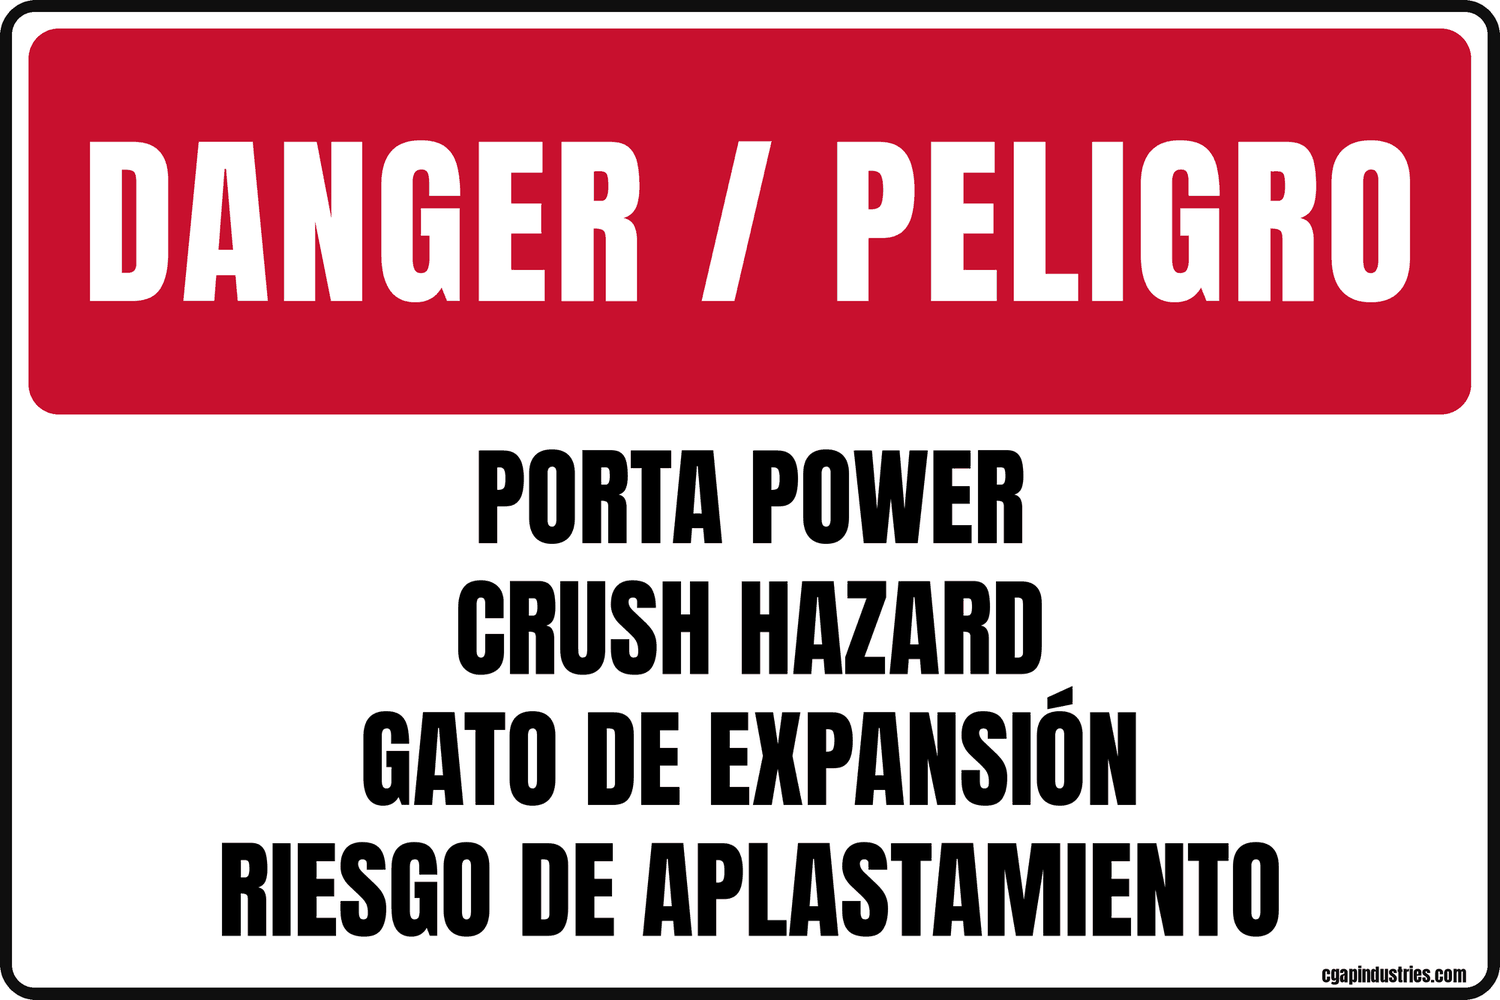 DANGER / PELIGRO
PORTA POWER
CRUSH HAZARD
GATO DE EXPANSIÓN
RIESGO DE APLASTAMIENTO
cgapindustries.com